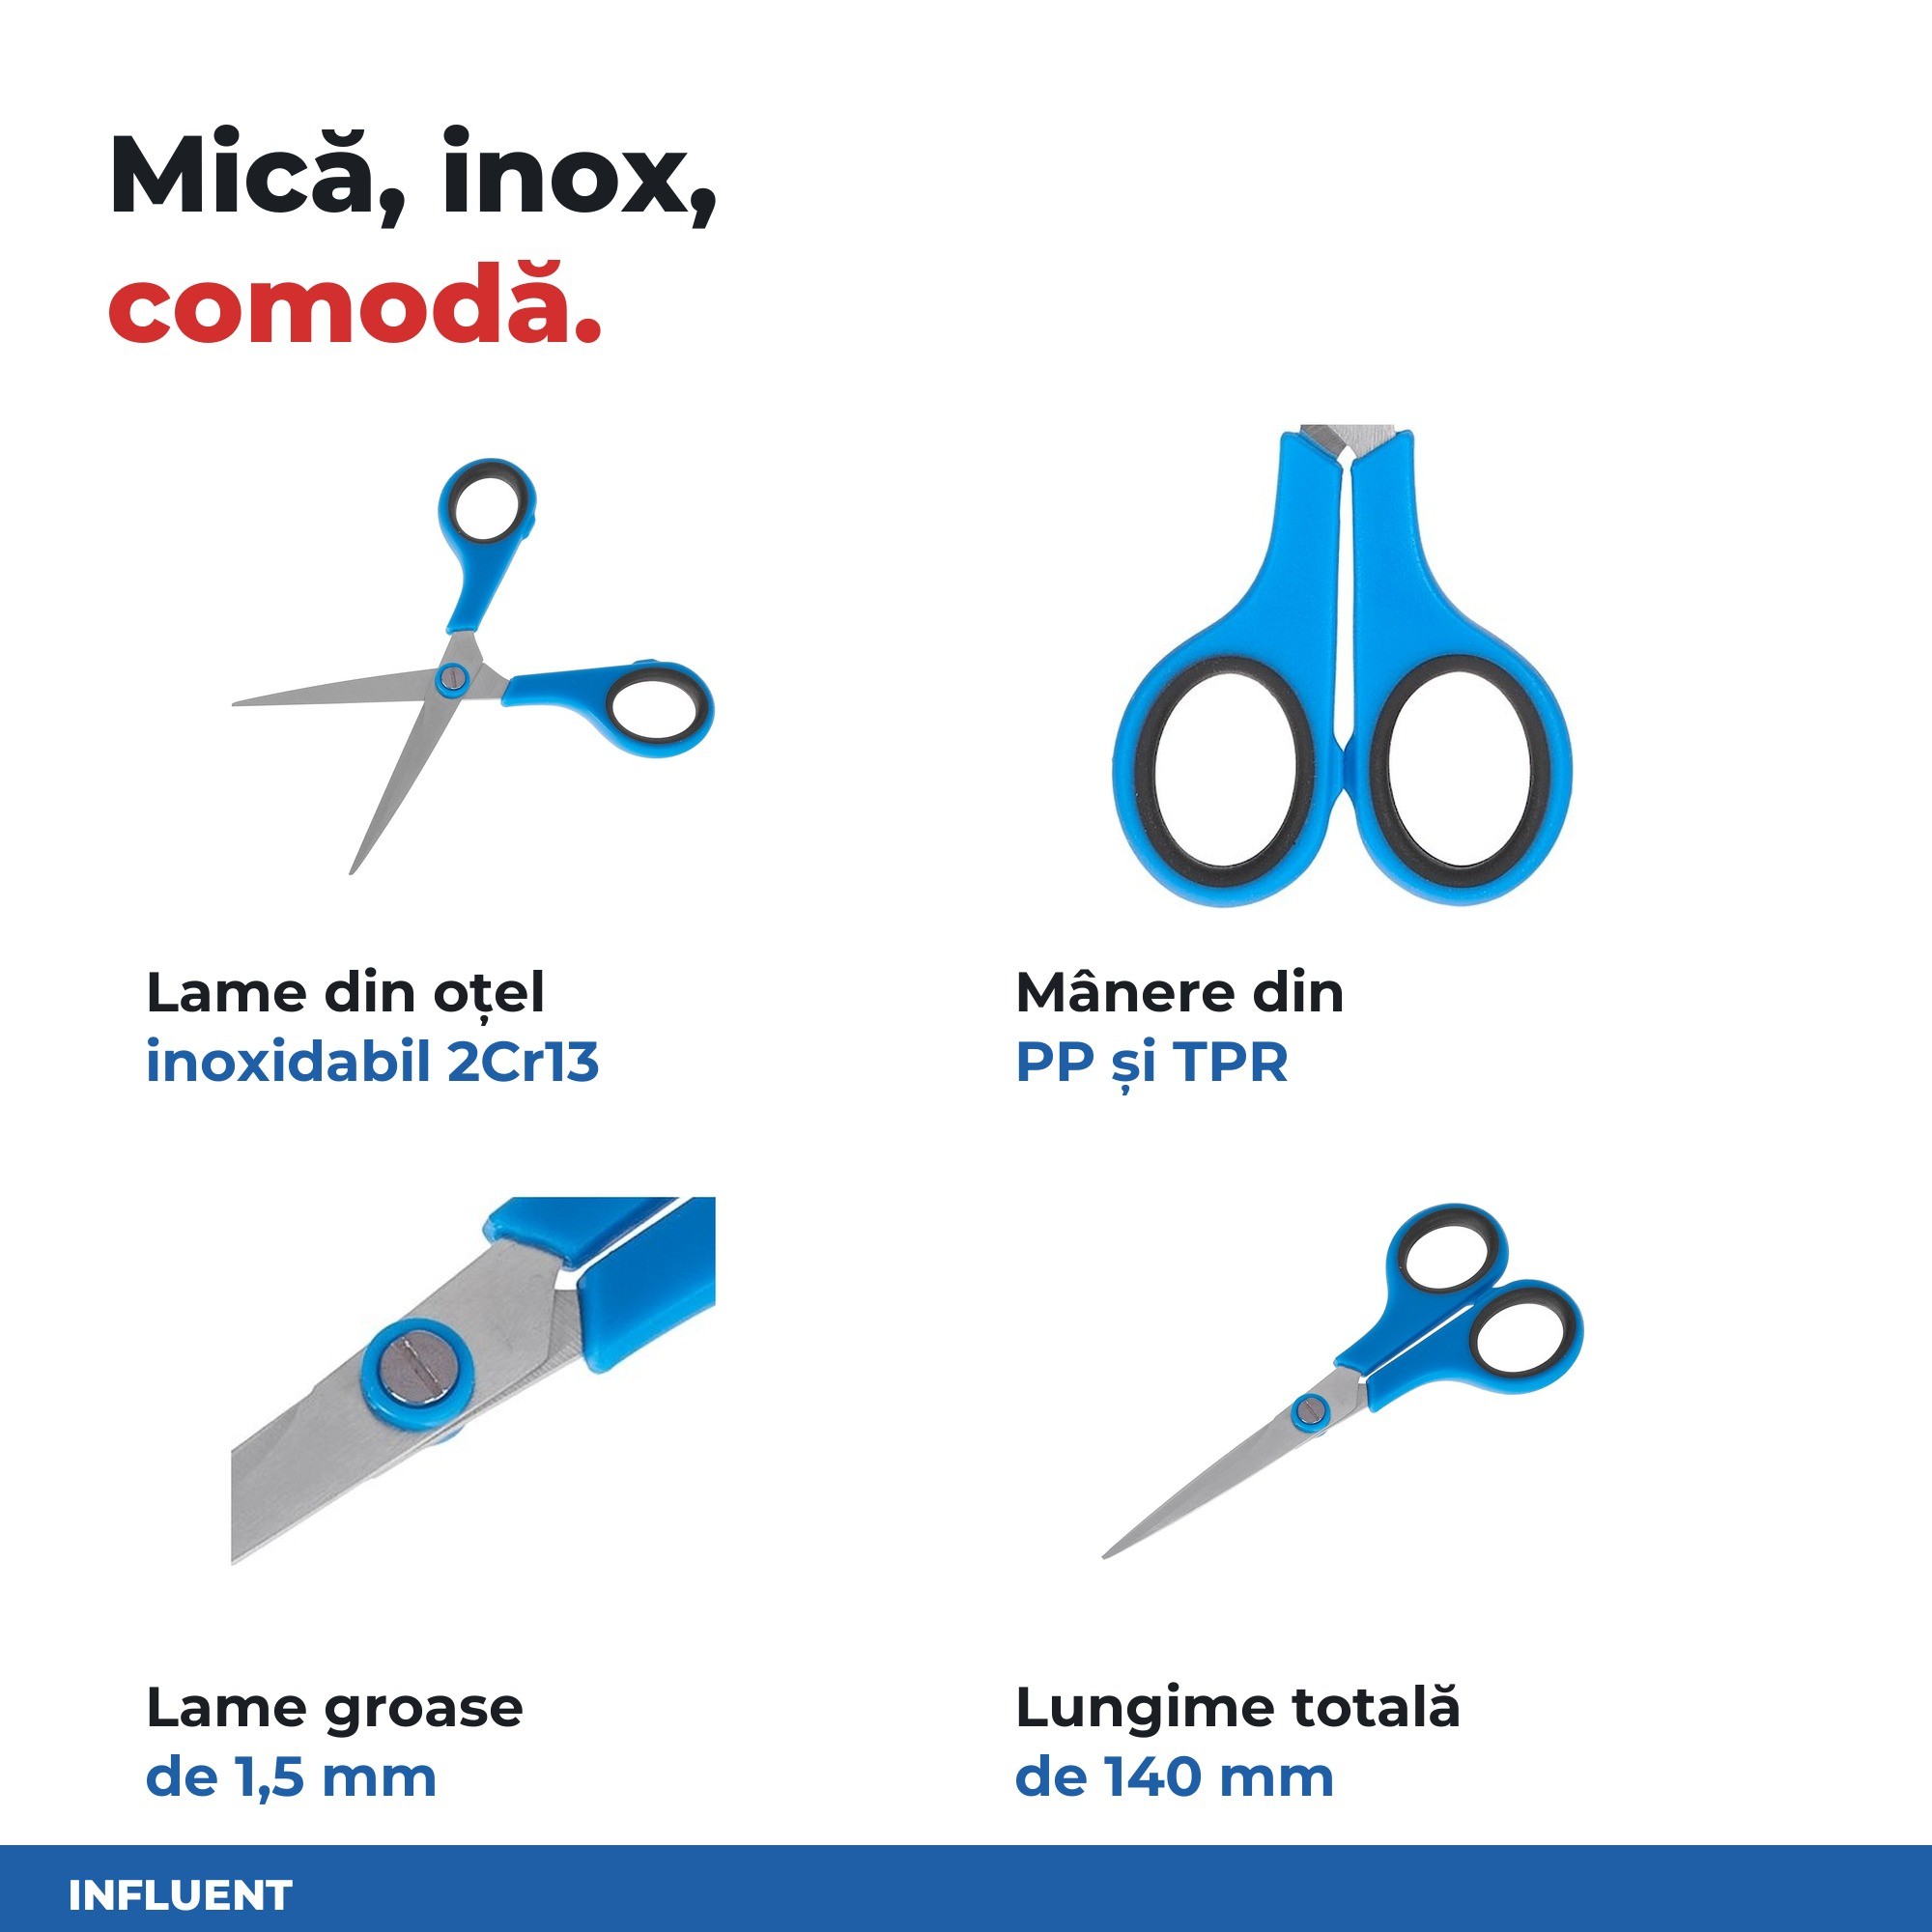 Mică, inox,
comodă.
Lame din oțel
inoxidabil 2Cr13
Mânere din
PP și TPR
Lame groase
de 1,5 mm
Lungime totală
de 140 mm
INFLUENT